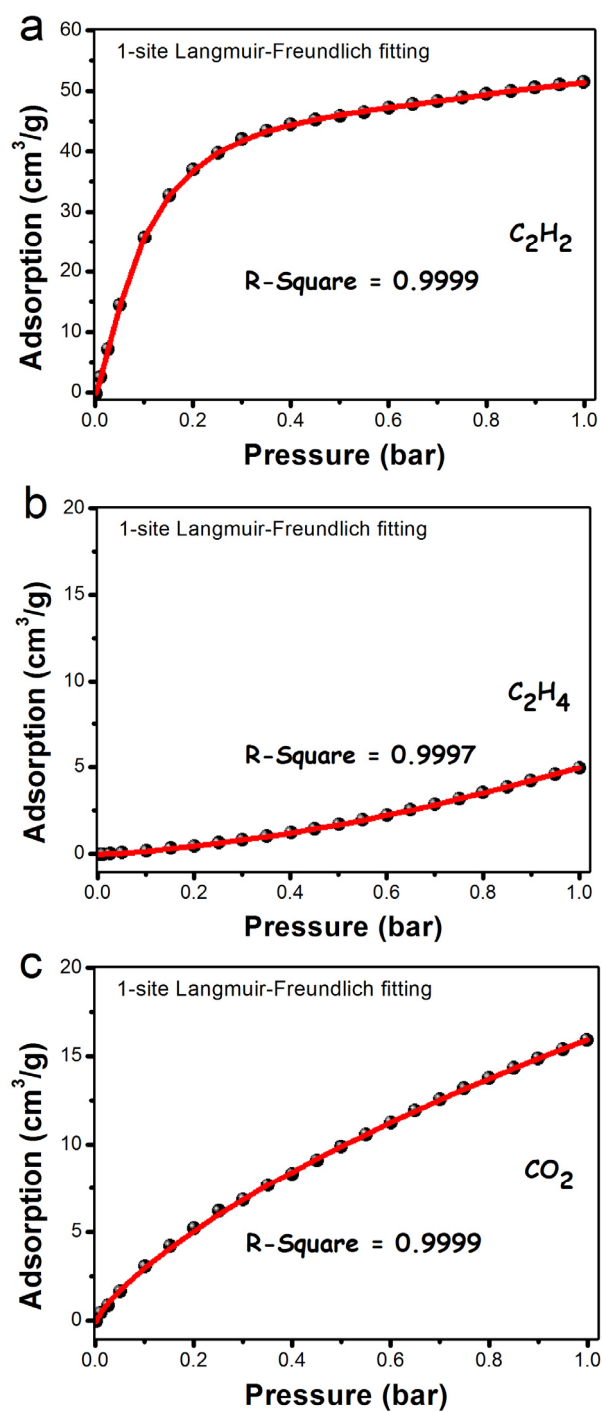 a
1-site Langmuir-Freundlich fitting
60
50
40
30
20
10
0
Adsorption (cm³/g)
C₂H₂
R-Square = 0.9999
0.0 0.2 0.4 0.6 0.8 1.0
Pressure (bar)
b
1-site Langmuir-Freundlich fitting
20
15
10
5
0
Adsorption (cm³/g)
C₂H₄
R-Square = 0.9997
0.0 0.2 0.4 0.6 0.8 1.0
Pressure (bar)
c
1-site Langmuir-Freundlich fitting
20
15
10
5
0
Adsorption (cm³/g)
CO₂
R-Square = 0.9999
0.0 0.2 0.4 0.6 0.8 1.0
Pressure (bar)